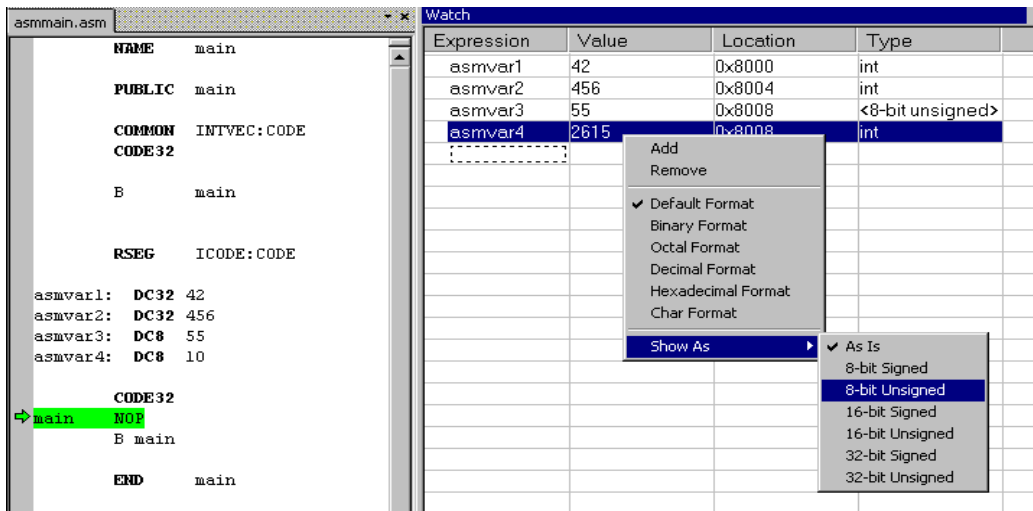 asmmain.asm
NAME main
PUBLIC main
COMMON INTVEC:CODE
CODE32
B main
RSEG ICODE:CODE
asmvar1: DC32 42
asmvar2: DC32 456
asmvar3: DC8 55
asmvar4: DC8 10
CODE32
main NOP
B main
END main
Watch
Expression Value Location Type
asmvar1 42 0x8000 int
asmvar2 456 0x8004 int
asmvar3 55 0x8008 <8-bit unsigned>
asmvar4 2615 0x8008 int
Add
Remove
Default Format
Binary Format
Octal Format
Decimal Format
Hexadecimal Format
Char Format
Show As
As Is
8-bit Signed
8-bit Unsigned
16-bit Signed
16-bit Unsigned
32-bit Signed
32-bit Unsigned